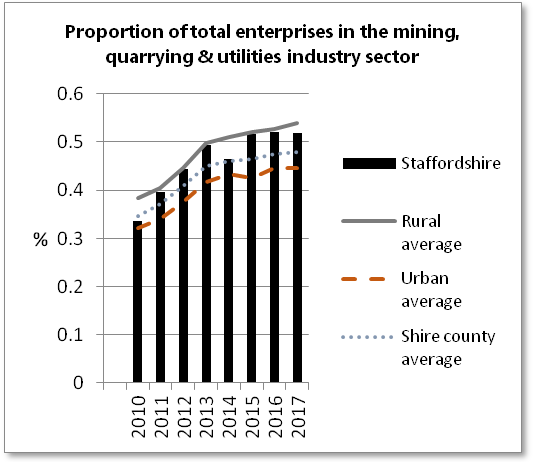 Proportion of total enterprises in the mining,
quarrying & utilities industry sector
0.6
0.5
0.4
0.3
0.2
0.1
0
%
2010
2011
2012
2013
2014
2015
2016
2017
Staffordshire
Rural
average
Urban
average
Shire county
average